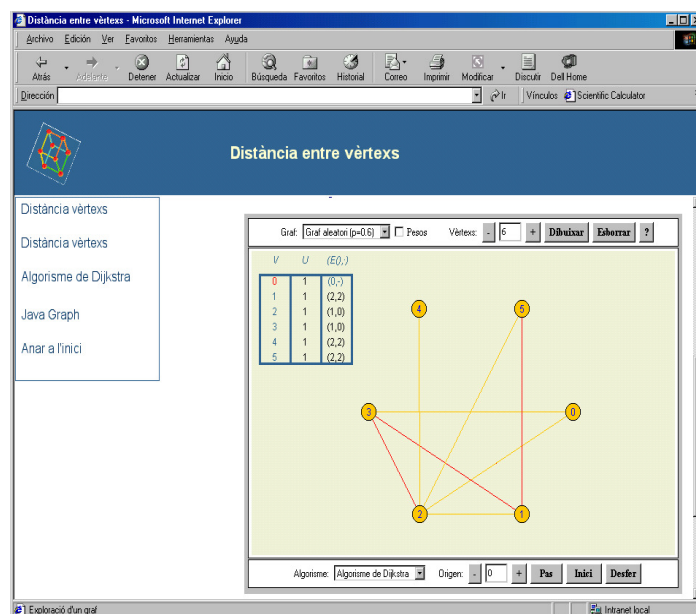 Distància entre vèrtexs - Microsoft Internet Explorer
Archivo Edición Ver Favoritos Herramientas Ayuda
Atrás Adelante Detener Actualizar Inicio Búsqueda Favoritos Historial Correo Imprimir Modificar Discutir Dell Home
Dirección Ir Vínculos Scientific Calculator
Distància entre vèrtexs
Distància vèrtexs
Distància vèrtexs
Algorisme de Dijkstra
Java Graph
Anar a l'inici
Graf: Graf aleatori (p=0.6) Pesos Vèrtexs: - 6 + Dibuixar Esborrar ?
V U (E(),·)
0 1 (0,-)
1 1 (2,2)
2 1 (1,0)
3 1 (1,0)
4 1 (2,2)
5 1 (2,2)
4 5
3 0
2 1
Algorisme: Algorisme de Dijkstra Origen: - 0 + Pas Inici Desfer
Exploració d'un graf Intranet local